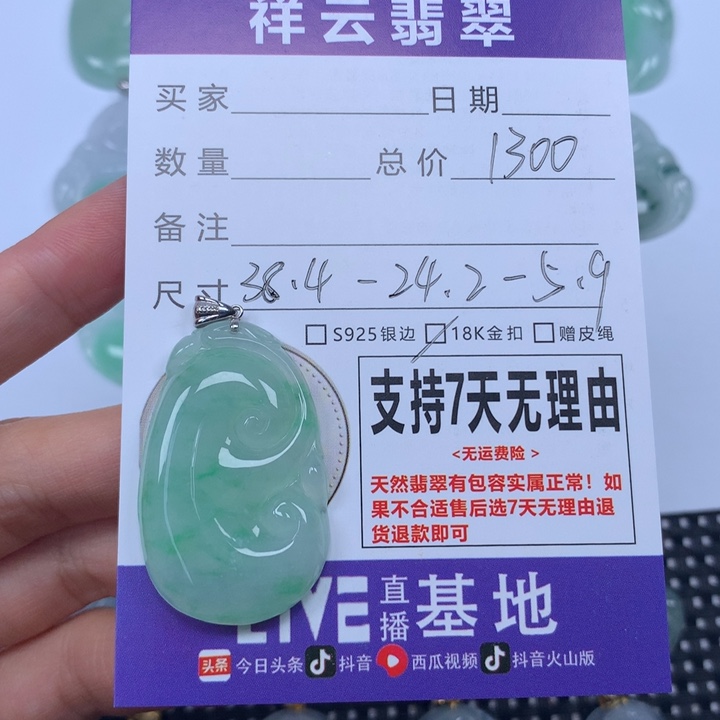 祥云翡翠
买家 日期
数量 总价 1300
备注
尺寸 38.4-24.2-5.9
S925银边 18K金扣 赠皮绳
支持7天无理由
<无运费险>
天然翡翠有包容实属正常！如
果不合适售后选7天无理由退
货退款即可
LIVE 直播 基地
头条 今日头条 抖音 西瓜视频 抖音火山版